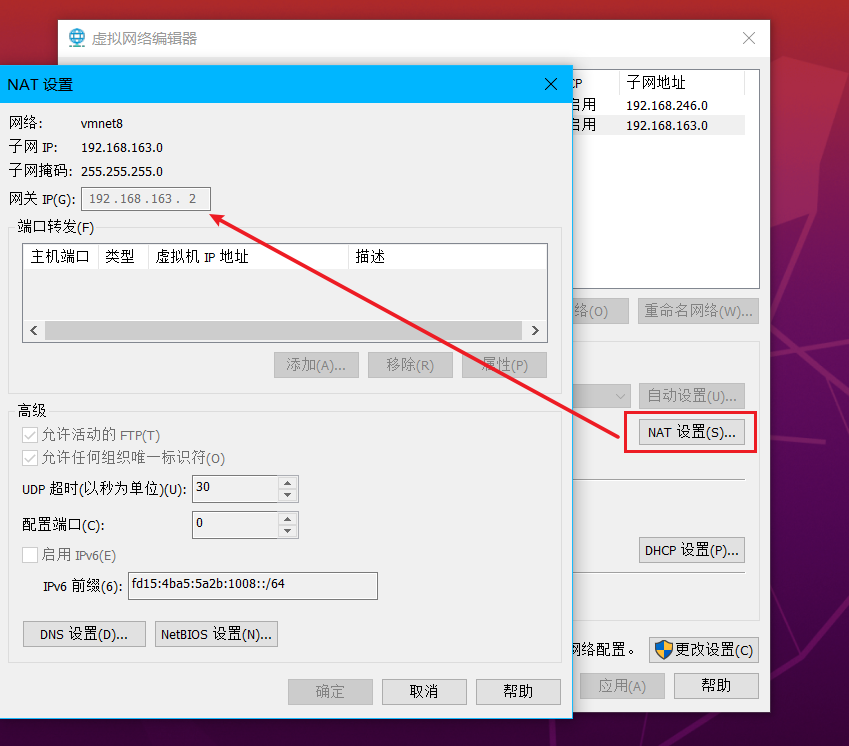 虚拟网络编辑器
NAT 设置
网络: vmnet8
子网 IP: 192.168.163.0
子网掩码: 255.255.255.0
网关 IP(G): 192 . 168 . 163 . 2
端口转发(F)
主机端口 类型 虚拟机 IP 地址 描述
添加(A)... 移除(R) 属性(P)
高级
允许活动的 FTP(T)
允许任何组织唯一标识符(O)
UDP 超时(以秒为单位)(U): 30
配置端口(C): 0
启用 IPv6(E)
IPv6 前缀(6): fd15:4ba5:5a2b:1008::/64
DNS 设置(D)... NetBIOS 设置(N)...
确定 取消 帮助
CP 子网地址
启用 192.168.246.0
启用 192.168.163.0
络(O) 重命名网络(W)...
自动设置(U)...
NAT 设置(S)...
DHCP 设置(P)...
网络配置。 更改设置(C)
应用(A) 帮助